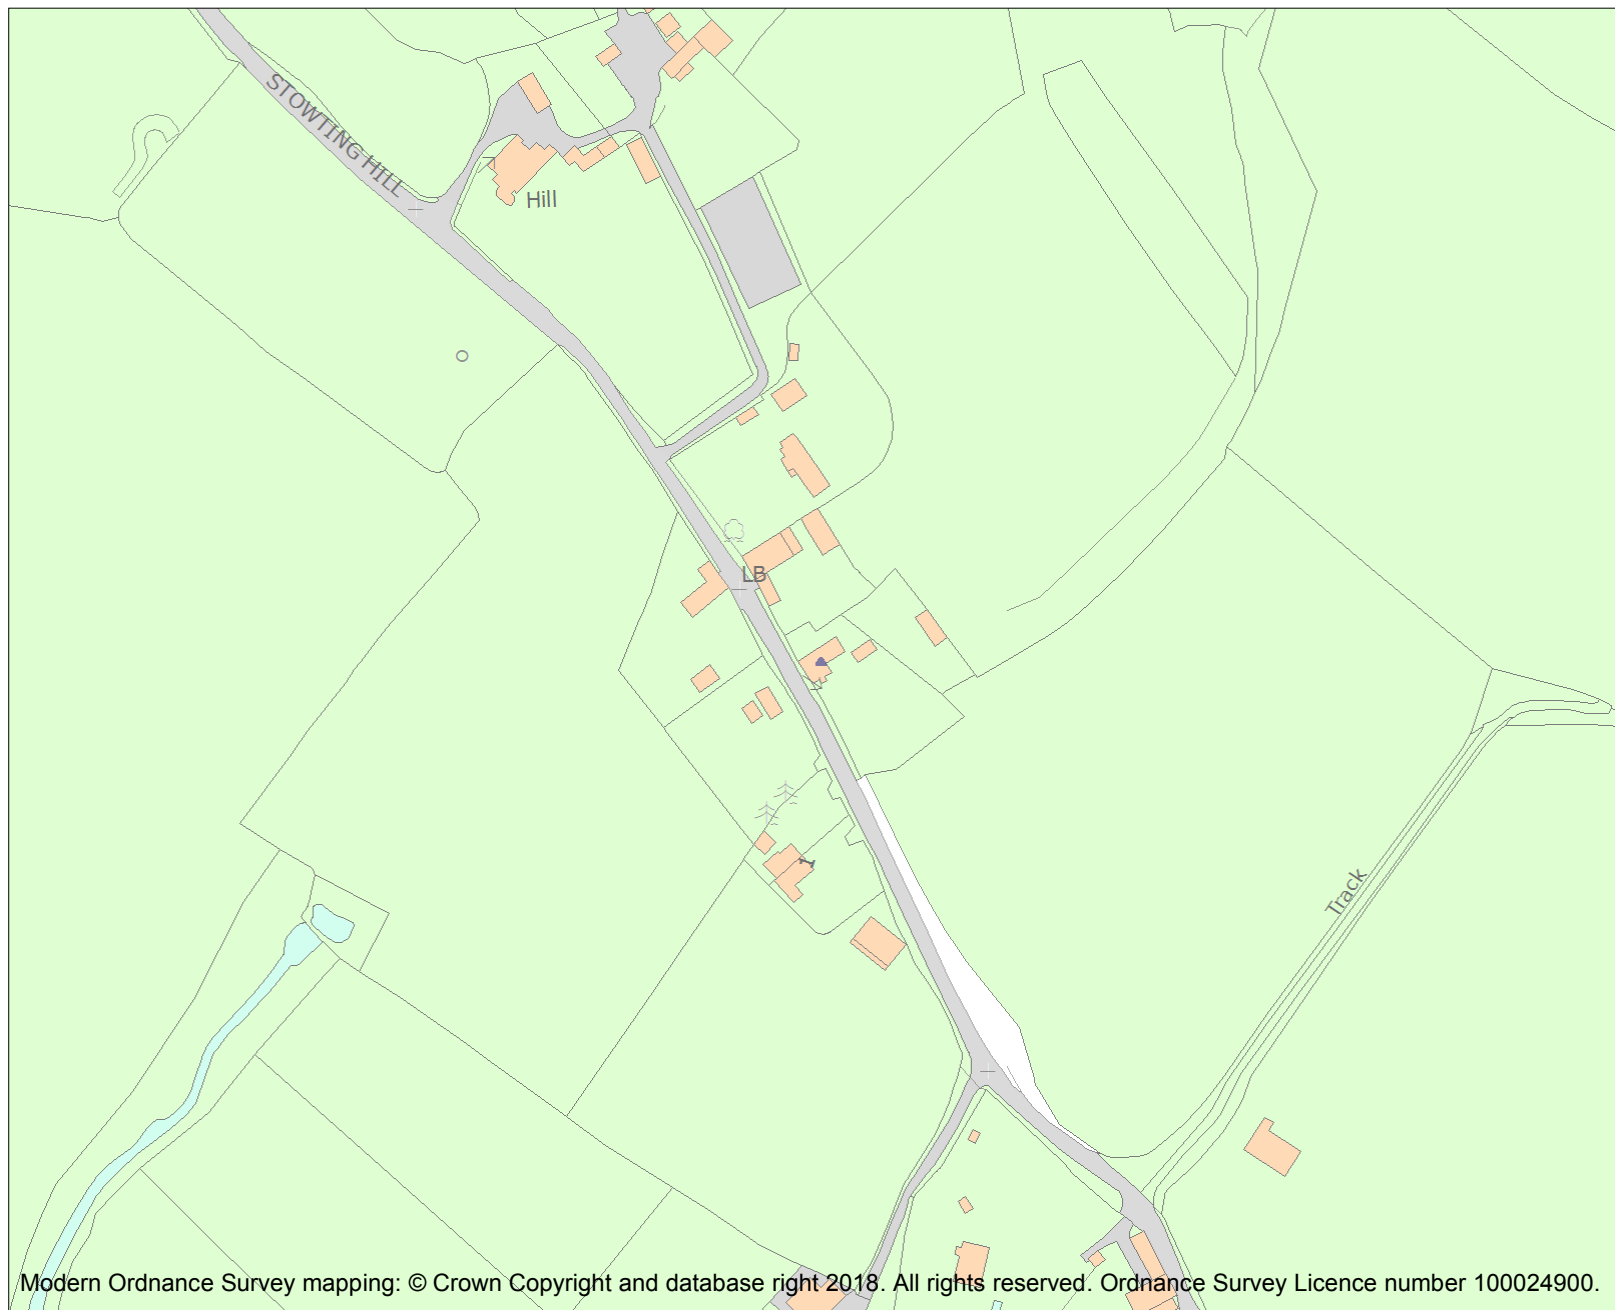 STOWTING HILL
Hill
LB
1
Track
Modern Ordnance Survey mapping: © Crown Copyright and database right 2018. All rights reserved. Ordnance Survey Licence number 100024900.